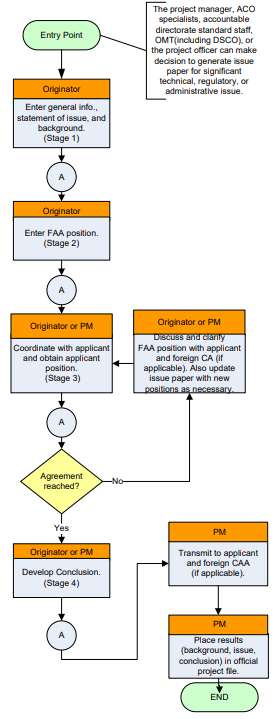 Entry Point
The project manager, ACO
specialists, accountable
directorate standard staff,
OMT(including DSCO), or
the project officer can make
decision to generate issue
paper for significant
technical, regulatory, or
administrative issue.
Originator
Enter general info.,
statement of issue, and
background.
(Stage 1)
A
Originator
Enter FAA position.
(Stage 2)
A
Originator or PM
Coordinate with applicant
and obtain applicant
position.
(Stage 3)
Originator or PM
Discuss and clarify
FAA position with applicant
and foreign CA (if
applicable). Also update
issue paper with new
positions as necessary.
A
Agreement
reached?
No
Yes
Originator or PM
Develop Conclusion.
(Stage 4)
A
PM
Transmit to applicant
and foreign CAA
(if applicable).
PM
Place results
(background, issue,
conclusion) in official
project file.
END